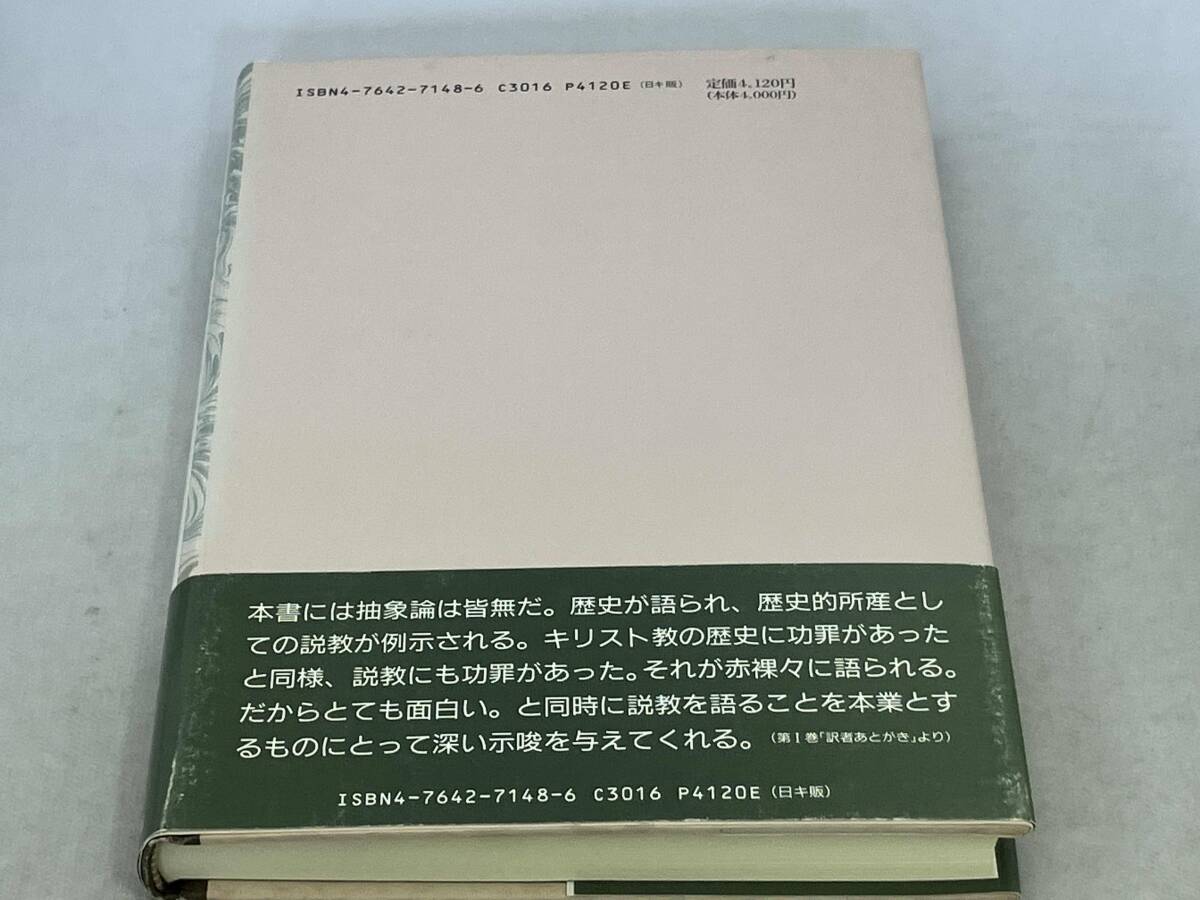 ISBN4-7642-7148-6 C3016 P4120E (日キ販) 定価4,120円
(本体4,000円)
本書には抽象論は皆無だ。歴史が語られ、歴史的所産とし
ての説教が例示される。キリスト教の歴史に功罪があった
と同様、説教にも功罪があった。それが赤裸々に語られる。
だからとても面白い。と同時に説教を語ることを本業とす
るものにとって深い示唆を与えてくれる。(第Ⅰ巻「訳者あとがき」より)
ISBN4-7642-7148-6 C3016 P4120E (日キ販)